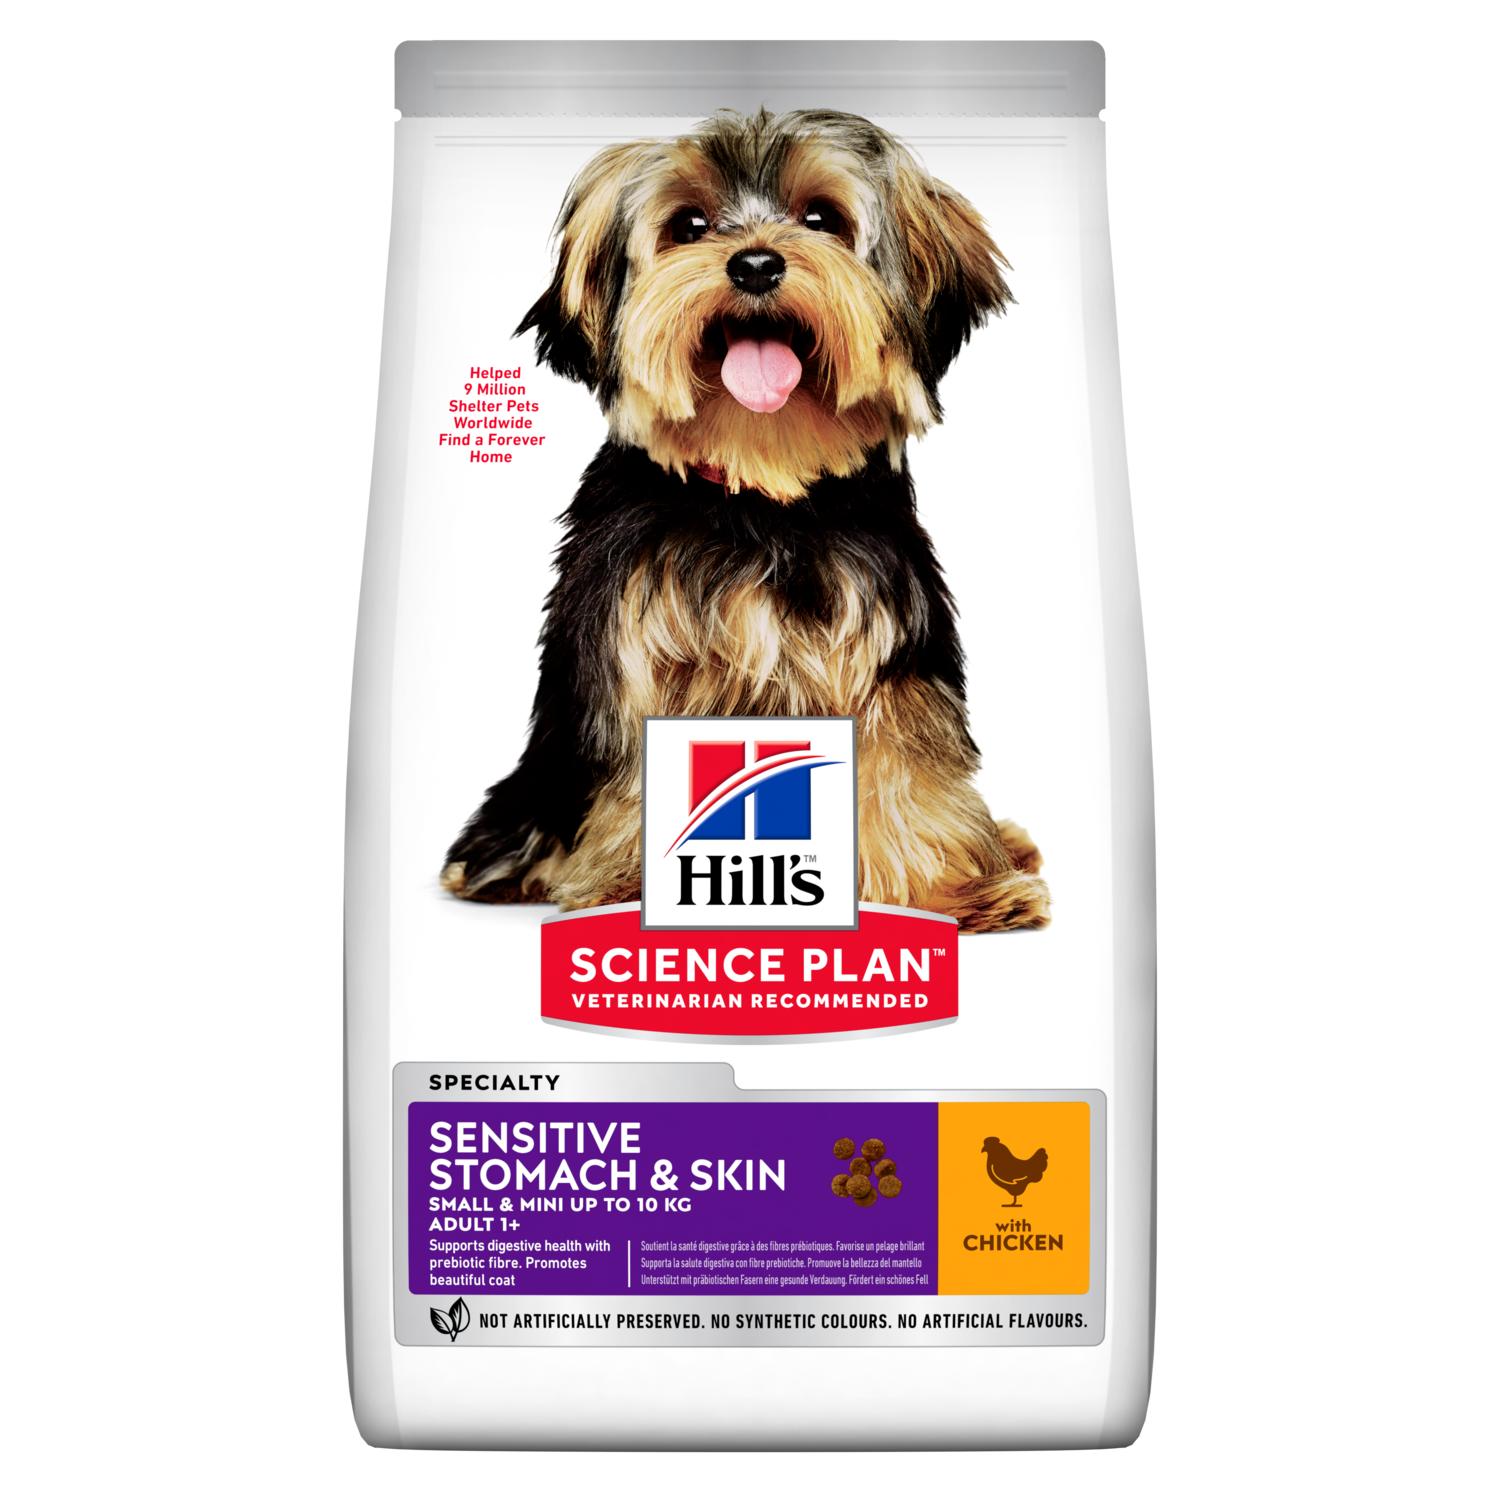 Helped
9 Million
Shelter Pets
Worldwide
Find a Forever
Home
Hill's™
SCIENCE PLAN™
VETERINARIAN RECOMMENDED
SPECIALTY
SENSITIVE
STOMACH & SKIN
SMALL & MINI UP TO 10 KG
ADULT 1+
Supports digestive health with
prebiotic fibre. Promotes
beautiful coat
Soutient la santé digestive grâce à des fibres prébiotiques. Favorise un pelage brillant
Supporta la salute digestiva con fibre prebiotiche. Promuove la bellezza del mantello
Unterstützt mit präbiotischen Fasern eine gesunde Verdauung. Fördert ein schönes Fell
with
CHICKEN
NOT ARTIFICIALLY PRESERVED. NO SYNTHETIC COLOURS. NO ARTIFICIAL FLAVOURS.